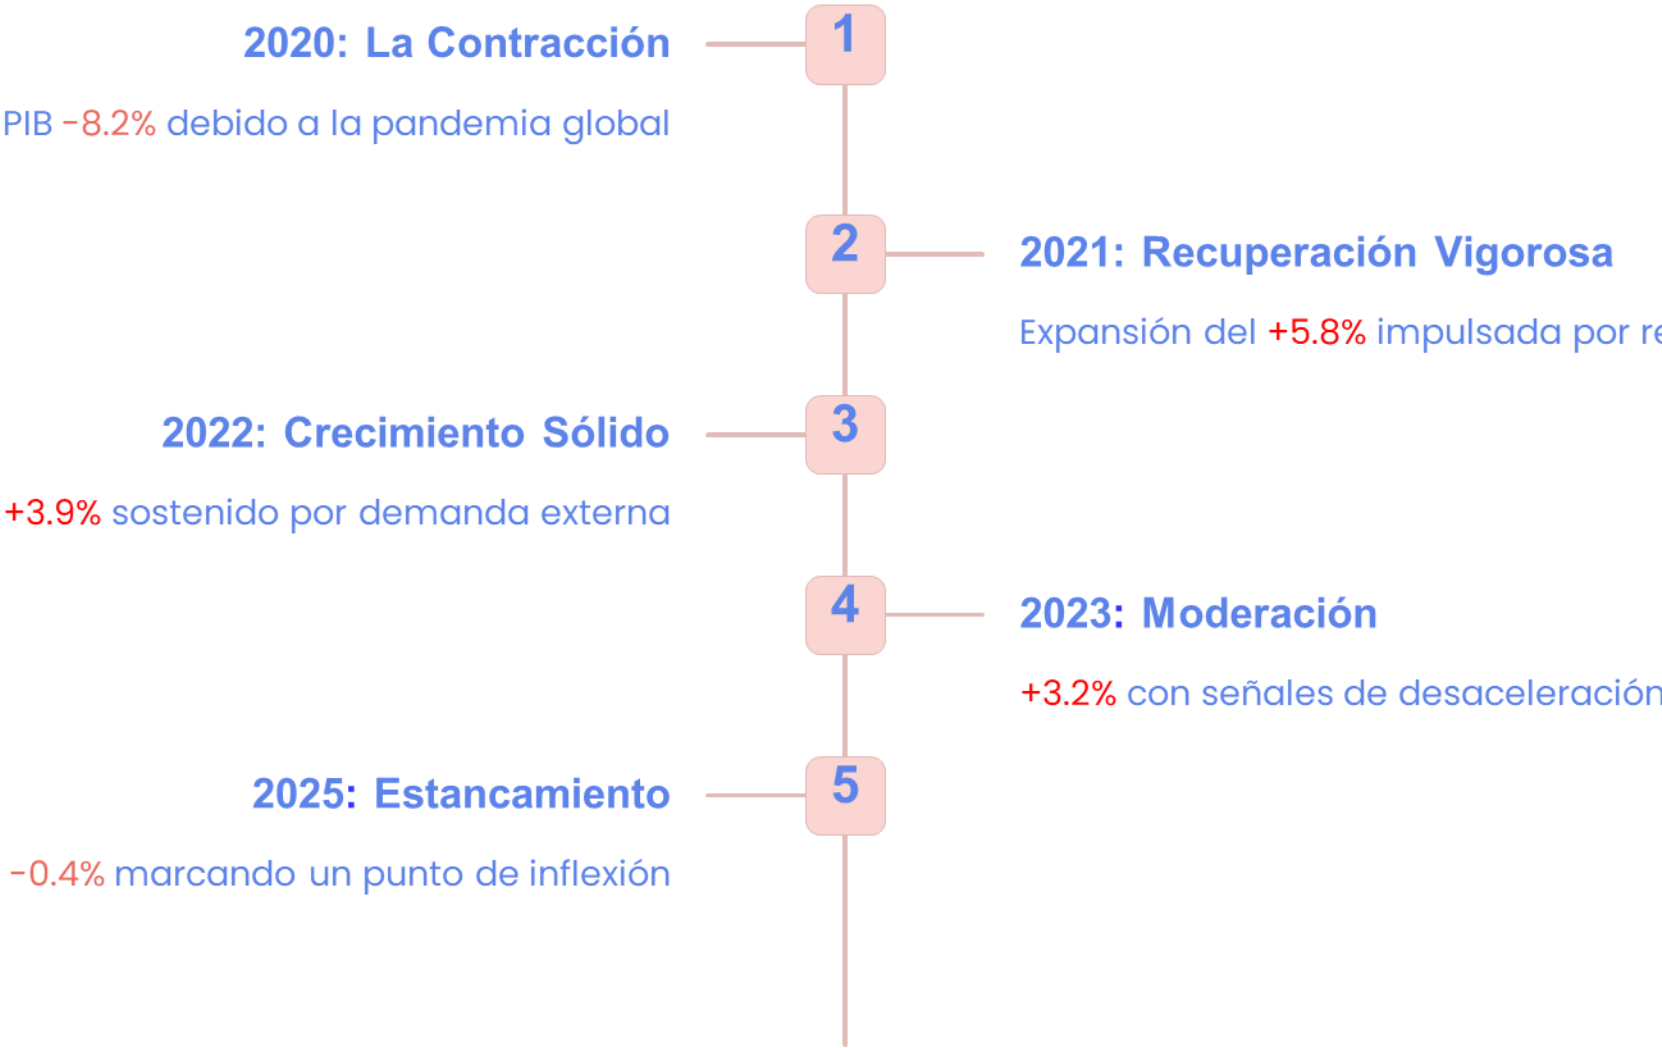 1
2020: La Contracción
PIB -8.2% debido a la pandemia global
2
2021: Recuperación Vigorosa
Expansión del +5.8% impulsada por
3
2022: Crecimiento Sólido
+3.9% sostenido por demanda externa
4
2023: Moderación
+3.2% con señales de desaceleración
5
2025: Estancamiento
-0.4% marcando un punto de inflexión